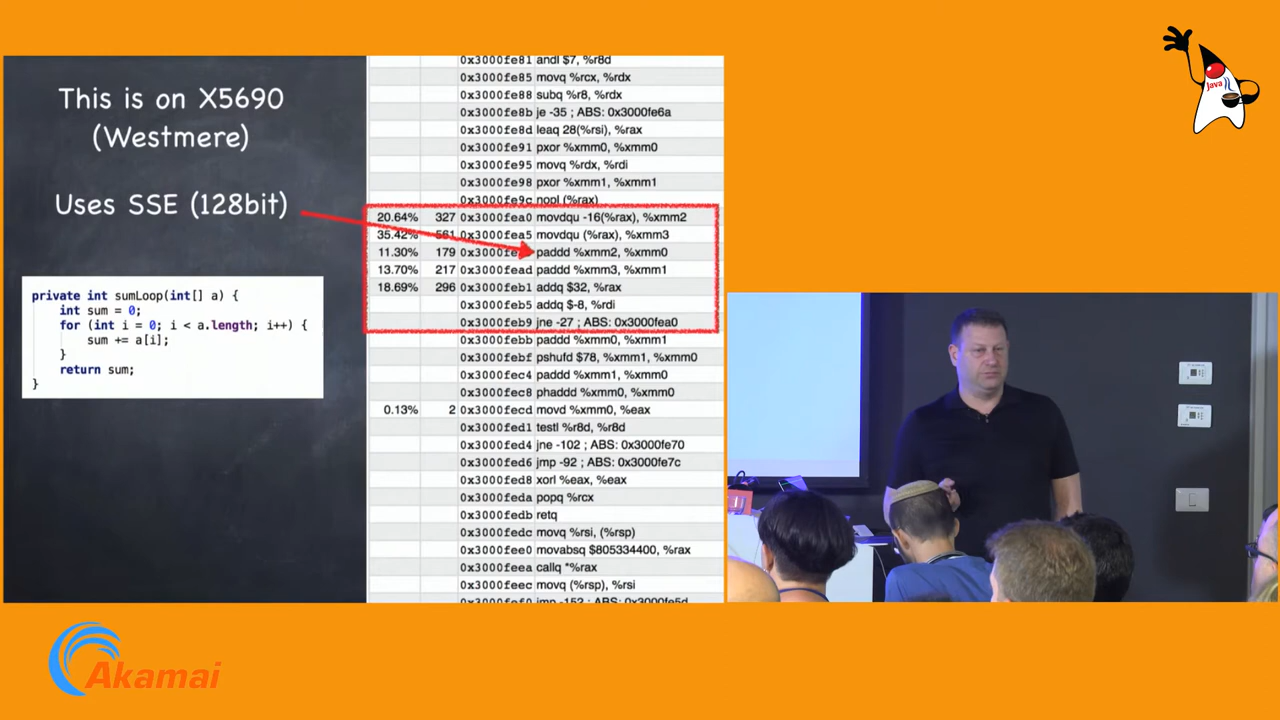 This is on X5690
(Westmere)
Uses SSE (128bit)
private int sumLoop(int[] a) {
int sum = 0;
for (int i = 0; i < a.length; i++) {
sum += a[i];
}
return sum;
}
0x3000fe81 andl $7, %r8d
0x3000fe85 movq %rcx, %rdx
0x3000fe88 subq %r8, %rdx
0x3000fe8b je -35 ; ABS: 0x3000fe6a
0x3000fe8d leaq 28(%rsi), %rax
0x3000fe91 pxor %xmm0, %xmm0
0x3000fe95 movq %rdx, %rdi
0x3000fe98 pxor %xmm1, %xmm1
0x3000fe9c nopl (%rax)
20.64% 327 0x3000fea0 movdqu -16(%rax), %xmm2
35.42% 561 0x3000fea5 movdqu (%rax), %xmm3
11.30% 179 paddd %xmm2, %xmm0
13.70% 217 0x3000fead paddd %xmm3, %xmm1
18.69% 296 0x3000feb1 addq $32, %rax
0x3000feb5 addq $-8, %rdi
0x3000feb9 jne -27 ; ABS: 0x3000fea0
0x3000febb paddd %xmm0, %xmm1
0x3000febf pshufd $78, %xmm1, %xmm0
0x3000fec4 paddd %xmm1, %xmm0
0x3000fec8 phaddd %xmm0, %xmm0
0.13% 2 0x3000fecd movd %xmm0, %eax
0x3000fed1 testl %r8d, %r8d
0x3000fed4 jne -102 ; ABS: 0x3000fe70
0x3000fed6 jmp -92 ; ABS: 0x3000fe7c
0x3000fed8 xorl %eax, %eax
0x3000feda popq %rcx
0x3000fedb retq
0x3000fedc movq %rsi, (%rsp)
0x3000fee0 movabsq $805334400, %rax
0x3000feea callq *%rax
0x3000feec movq (%rsp), %rsi
0x3000fef0 jmp -152 ; ABS: 0x3000fe5d
Java
Akamai